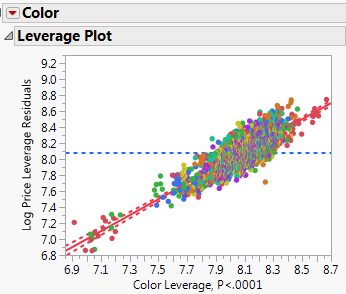 Color
Leverage Plot
Log Price Leverage Residuals
9.2
9.0
8.8
8.6
8.4
8.2
8.0
7.8
7.6
7.4
7.2
7.0
6.8
6.9 7.1 7.3 7.5 7.7 7.9 8.1 8.3 8.5 8.7
Color Leverage, P<.0001